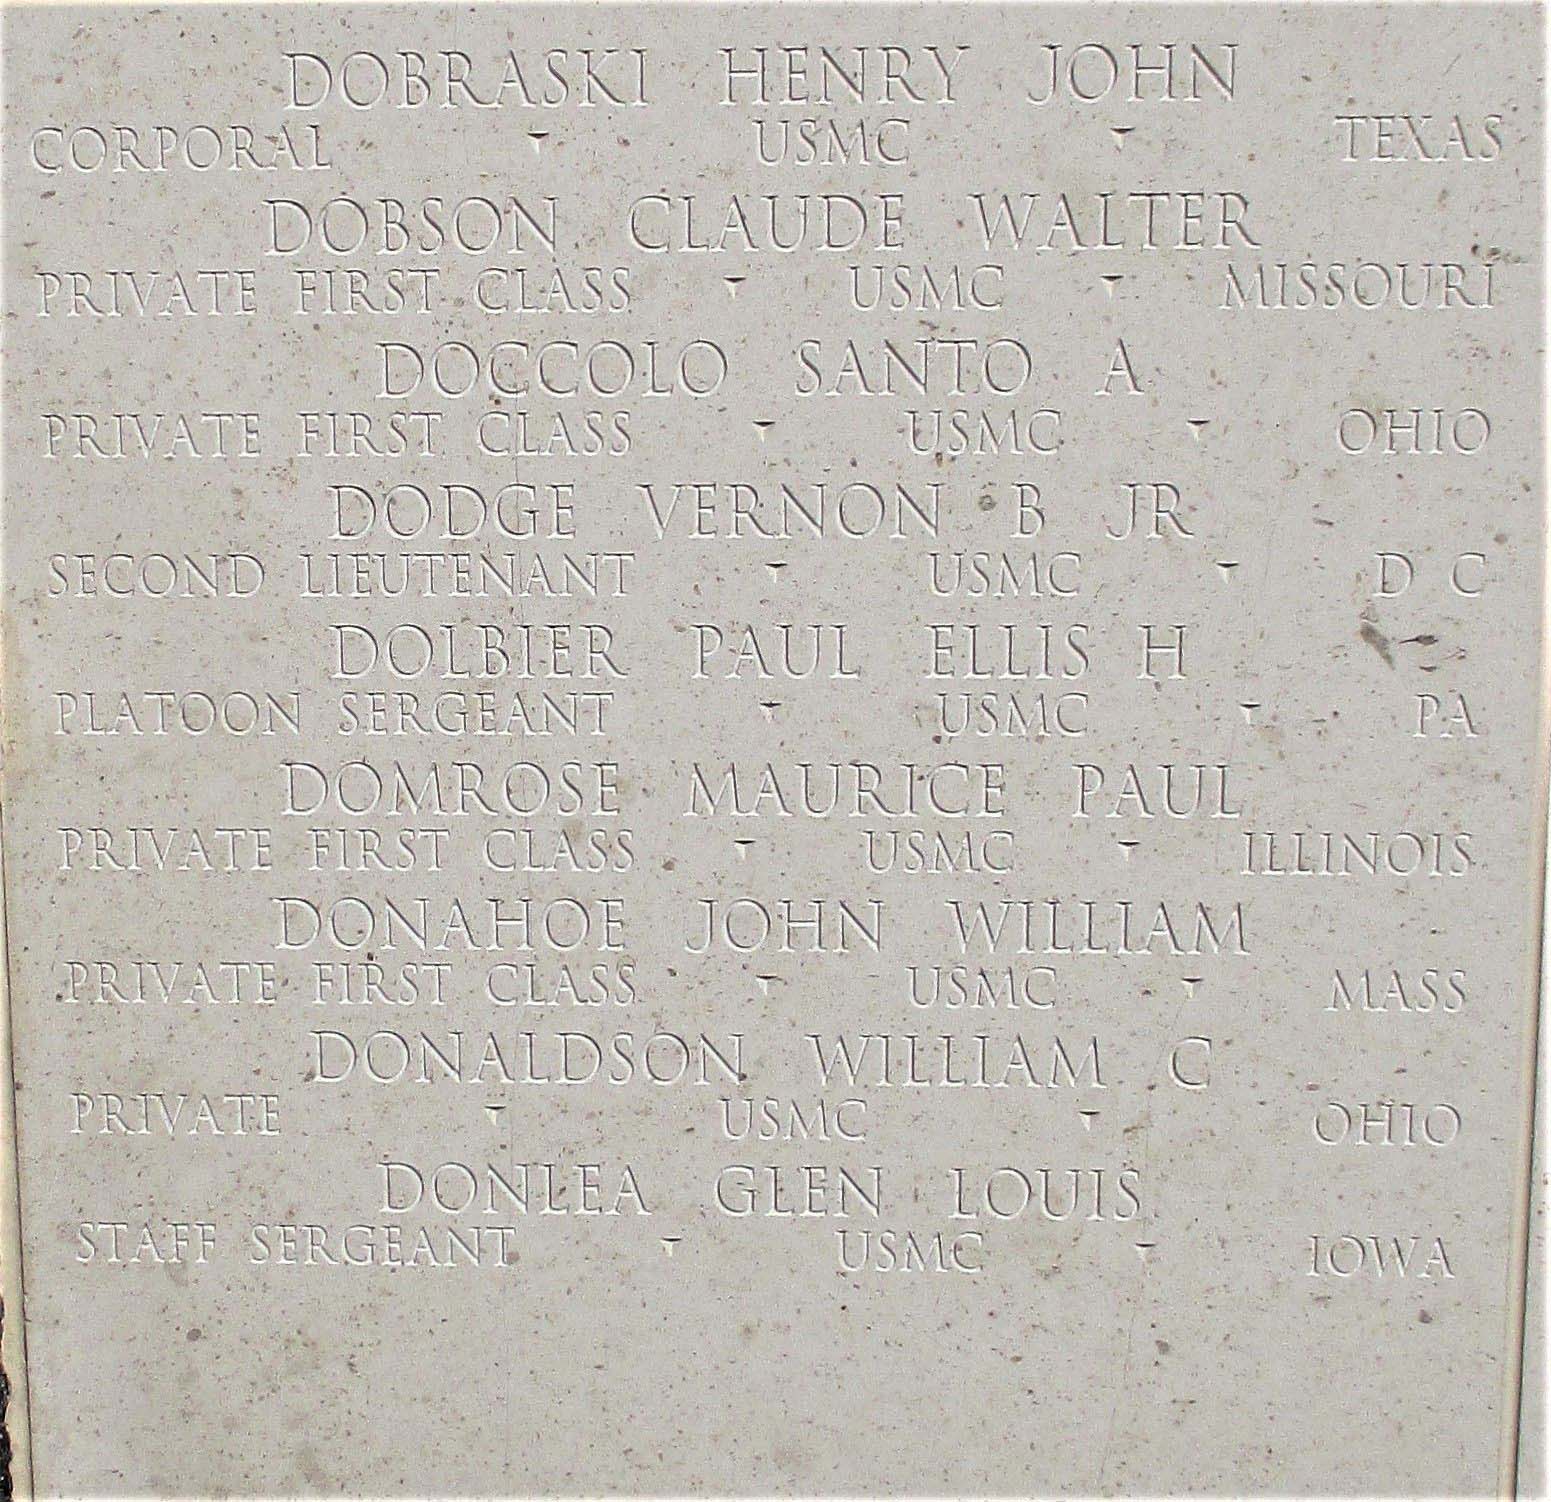 DOBRASKI HENRY JOHN
CORPORAL ▾ USMC ▾ TEXAS
DOBSON CLAUDE WALTER
PRIVATE FIRST CLASS ▾ USMC ▾ MISSOURI
DOCCOLO SANTO A
PRIVATE FIRST CLASS ▾ USMC ▾ OHIO
DODGE VERNON B JR
SECOND LIEUTENANT ▾ USMC ▾ D C
DOLBIER PAUL ELLIS H
PLATOON SERGEANT ▾ USMC ▾ PA
DOMROSE MAURICE PAUL
PRIVATE FIRST CLASS ▾ USMC ▾ ILLINOIS
DONAHOE JOHN WILLIAM
PRIVATE FIRST CLASS ▾ USMC ▾ MASS
DONALDSON WILLIAM C
PRIVATE ▾ USMC ▾ OHIO
DONLEA GLEN LOUIS
STAFF SERGEANT ▾ USMC ▾ IOWA